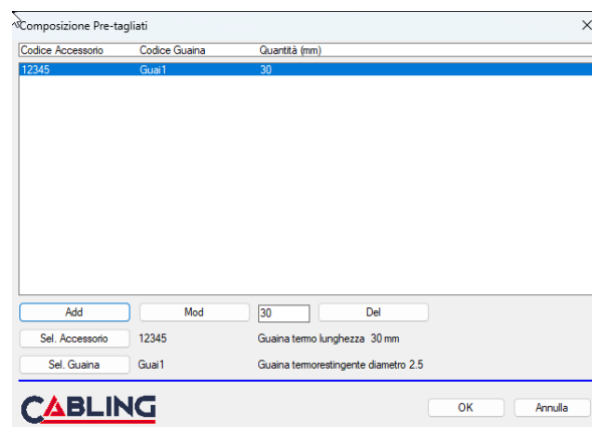 Composizione Pre-tagliati
Codice Accessorio Codice Guaina Quantità (mm)
12345 Guai1 30
Add Mod 30 Del
Sel. Accessorio 12345 Guaina termo lunghezza 30 mm
Sel. Guaina Guai1 Guaina termorestingente diametro 2.5
CABLING OK Annulla